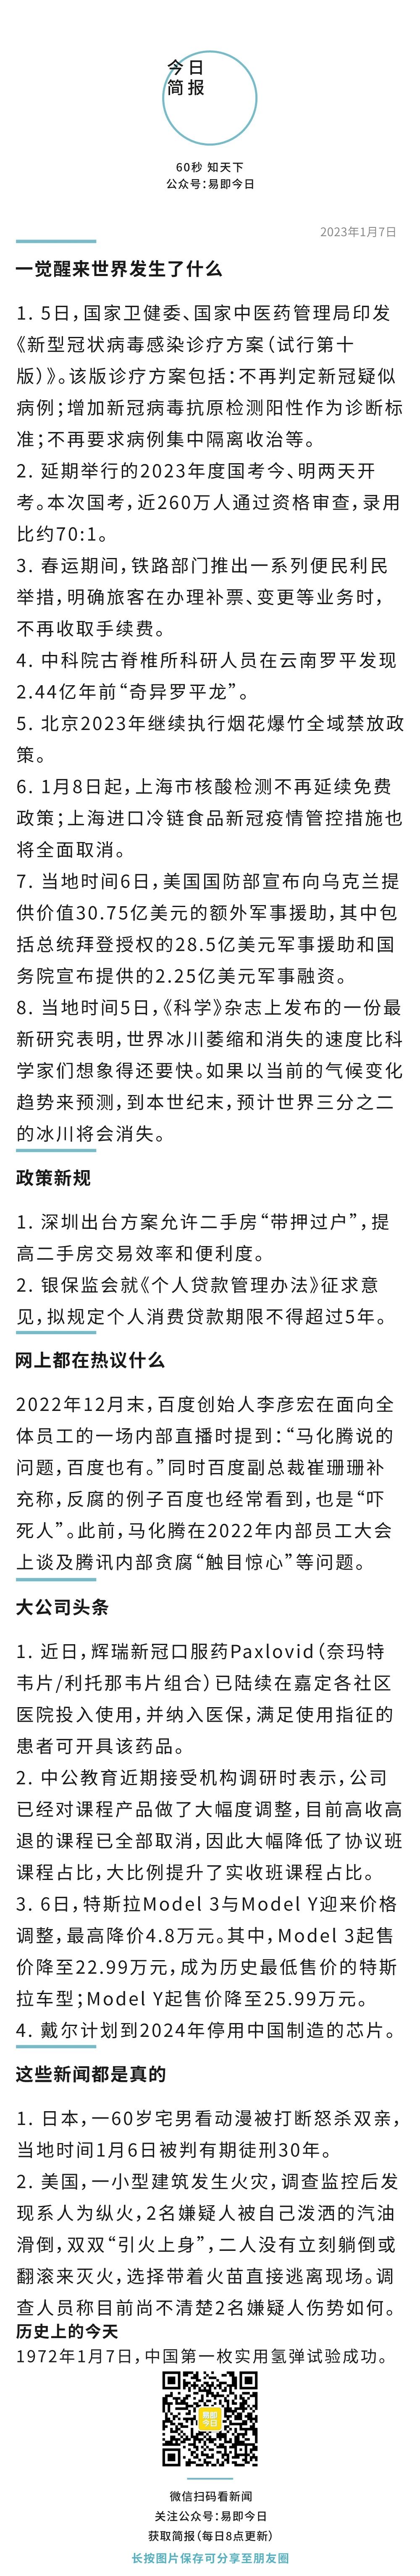 今日
简报
60秒 知天下
公众号：易即今日
2023年1月7日
一觉醒来世界发生了什么
1. 5日，国家卫健委、国家中医药管理局印发
《新型冠状病毒感染诊疗方案（试行第十
版）》。该版诊疗方案包括：不再判定新冠疑似
病例；增加新冠病毒抗原检测阳性作为诊断标
准；不再要求病例集中隔离收治等。
2. 延期举行的2023年度国考今、明两天开
考。本次国考，近260万人通过资格审查，录用
比约70:1。
3. 春运期间，铁路部门推出一系列便民利民
举措，明确旅客在办理补票、变更等业务时，
不再收取手续费。
4. 中科院古脊椎所科研人员在云南罗平发现
2.44亿年前“奇异罗平龙”。
5. 北京2023年继续执行烟花爆竹全域禁放政
策。
6. 1月8日起，上海市核酸检测不再延续免费
政策；上海进口冷链食品新冠疫情管控措施也
将全面取消。
7. 当地时间6日，美国国防部宣布向乌克兰提
供价值30.75亿美元的额外军事援助，其中包
括总统拜登授权的28.5亿美元军事援助和国
务院宣布提供的2.25亿美元军事融资。
8. 当地时间5日，《科学》杂志上发布的一份最
新研究表明，世界冰川萎缩和消失的速度比科
学家们想象得还要快。如果以当前的气候变化
趋势来预测，到本世纪末，预计世界三分之二
的冰川将会消失。
政策新规
1. 深圳出台方案允许二手房“带押过户”，提
高二手房交易效率和便利度。
2. 银保监会就《个人贷款管理办法》征求意
见，拟规定个人消费贷款期限不得超过5年。
网上都在热议什么
2022年12月末，百度创始人李彦宏在面向全
体员工的一场内部直播时提到：“马化腾说的
问题，百度也有。”同时百度副总裁崔珊珊补
充称，反腐的例子百度也经常看到，也是“吓
死人”。此前，马化腾在2022年内部员工大会
上谈及腾讯内部贪腐“触目惊心”等问题。
大公司头条
1. 近日，辉瑞新冠口服药Paxlovid（奈玛特
韦片/利托那韦片组合）已陆续在嘉定各社区
医院投入使用，并纳入医保，满足使用指征的
患者可开具该药品。
2. 中公教育近期接受机构调研时表示，公司
已经对课程产品做了大幅度调整，目前高收高
退的课程已全部取消，因此大幅降低了协议班
课程占比，大比例提升了实收班课程占比。
3. 6日，特斯拉Model 3与Model Y迎来价格
调整，最高降价4.8万元。其中，Model 3起售
价降至22.99万元，成为历史最低售价的特斯
拉车型；Model Y起售价降至25.99万元。
4. 戴尔计划到2024年停用中国制造的芯片。
这些新闻都是真的
1. 日本，一60岁宅男看动漫被打断怒杀双亲，
当地时间1月6日被判有期徒刑30年。
2. 美国，一小型建筑发生火灾，调查监控后发
现系人为纵火，2名嫌疑人被自己泼洒的汽油
滑倒，双双“引火上身”，二人没有立刻躺倒或
翻滚来灭火，选择带着火苗直接逃离现场。调
查人员称目前尚不清楚2名嫌疑人伤势如何。
历史上的今天
1972年1月7日，中国第一枚实用氢弹试验成功。
易即
今日
微信扫码看新闻
关注公众号：易即今日
获取简报（每日8点更新）
长按图片保存可分享至朋友圈